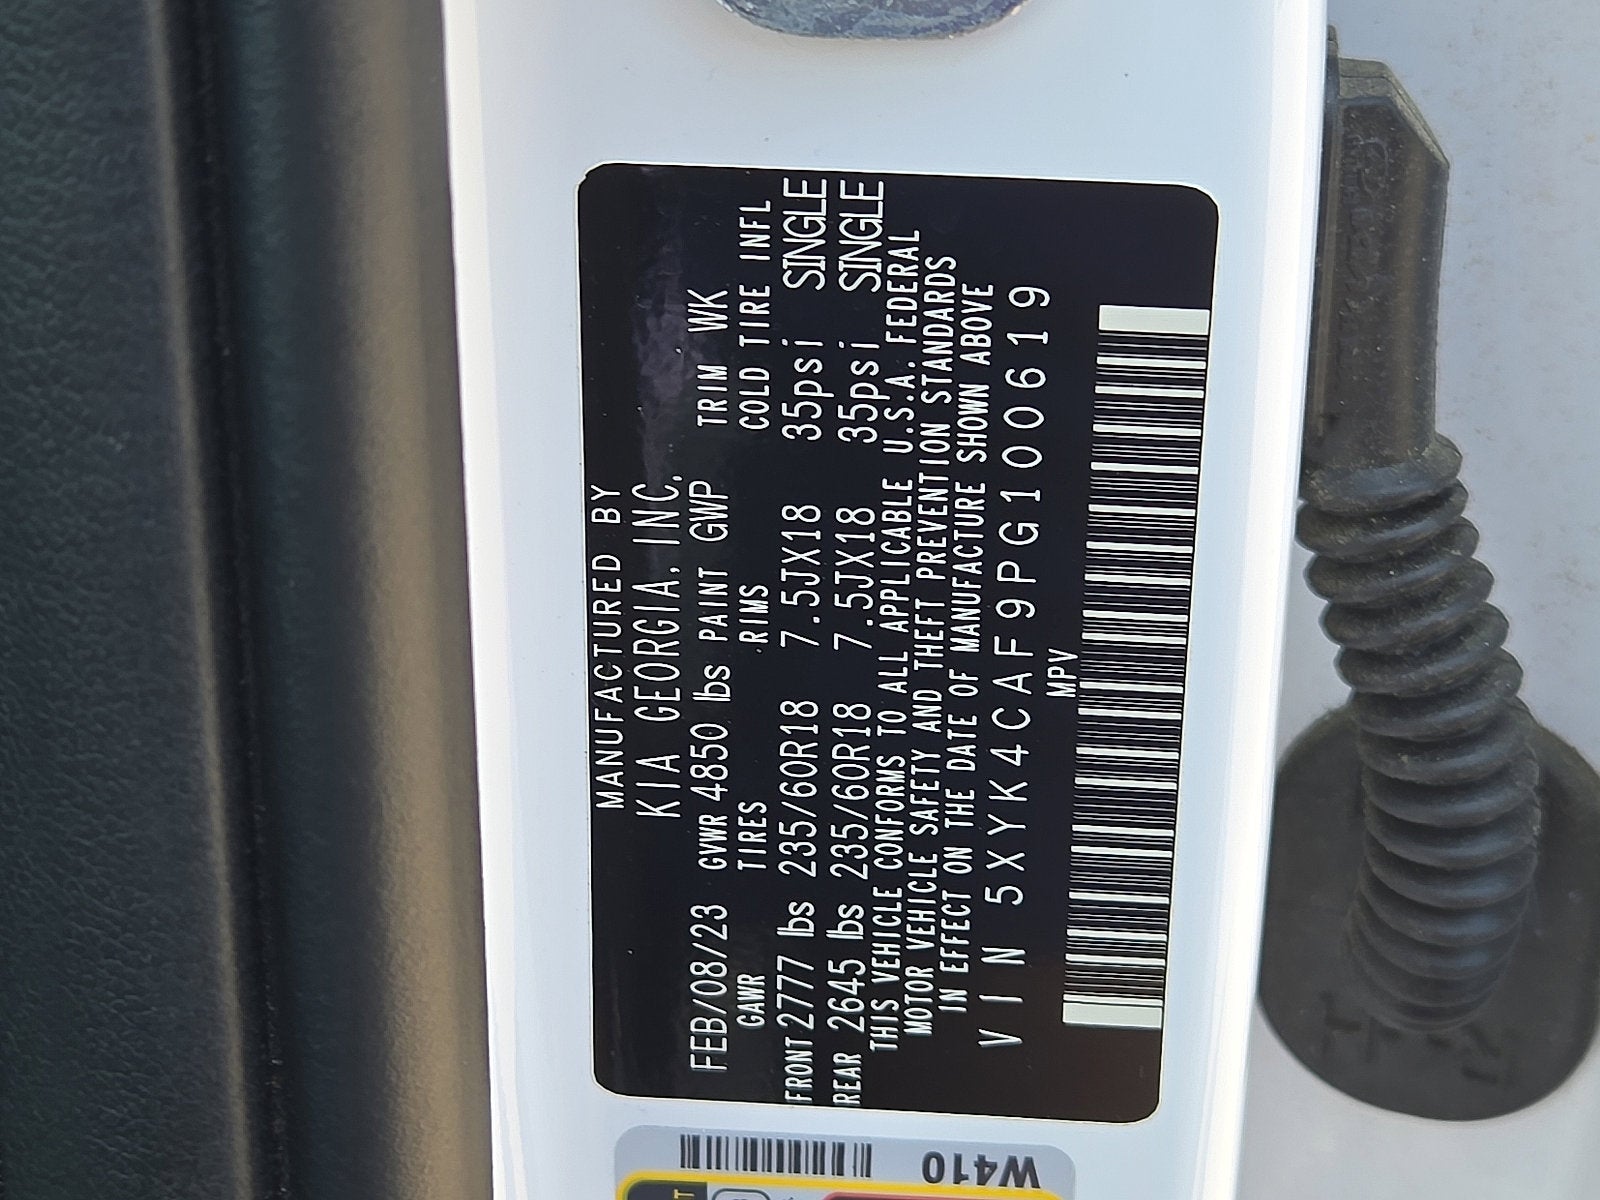 MANUFACTURED BY
KIA GEORGIA, INC.
FEB/08/23 GVWR 4850 lbs PAINT GWP TRIM WK
GAWR TIRES RIMS COLD TIRE INFL
FRONT 2777 lbs 235/60R18 7.5JX18 35psi SINGLE
REAR 2645 lbs 235/60R18 7.5JX18 35psi SINGLE
THIS VEHICLE CONFORMS TO ALL APPLICABLE U.S.A. FEDERAL
MOTOR VEHICLE SAFETY AND THEFT PREVENTION STANDARDS
IN EFFECT ON THE DATE OF MANUFACTURE SHOWN ABOVE
VIN 5XYK4CAF9PG100619
MPV
W410